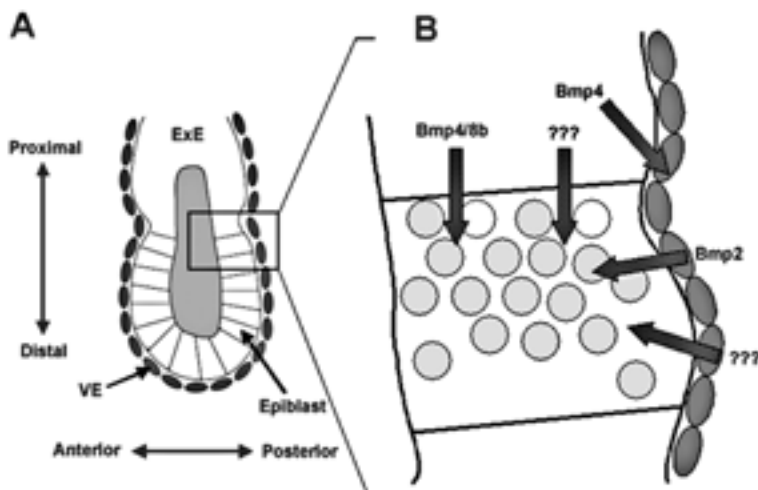 A
ExE
Proximal
Distal
VE
Epiblast
Anterior
Posterior
B
Bmp4
Bmp4/8b
???
Bmp2
???